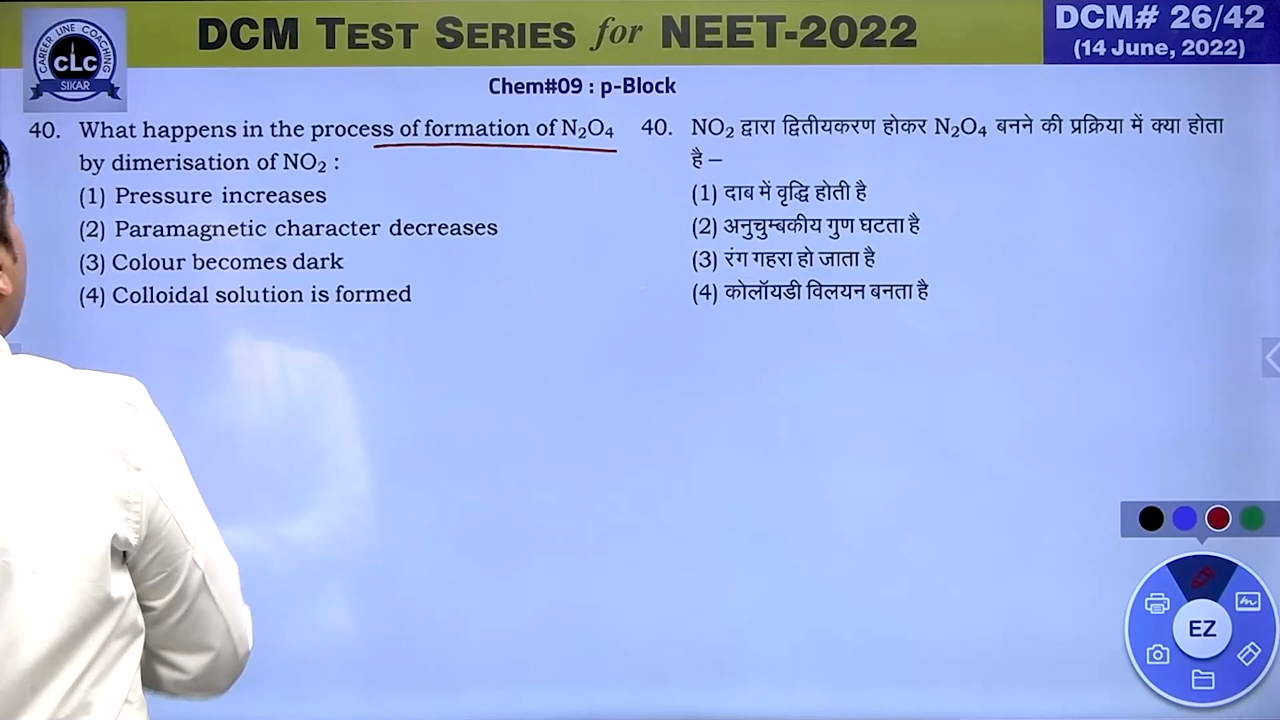 CAREER LINE COACHING
CLC
SIKAR
DCM TEST SERIES for NEET-2022
DCM# 26/42
(14 June, 2022)
Chem#09 : p-Block
40. What happens in the process of formation of N₂O₄
by dimerisation of NO₂ :
(1) Pressure increases
(2) Paramagnetic character decreases
(3) Colour becomes dark
(4) Colloidal solution is formed
40. NO₂ द्वारा द्वितीयकरण होकर N₂O₄ बनने की प्रक्रिया में क्या होता
है –
(1) दाब में वृद्धि होती है
(2) अनुचुम्बकीय गुण घटता है
(3) रंग गहरा हो जाता है
(4) कोलॉयडी विलयन बनता है
EZ